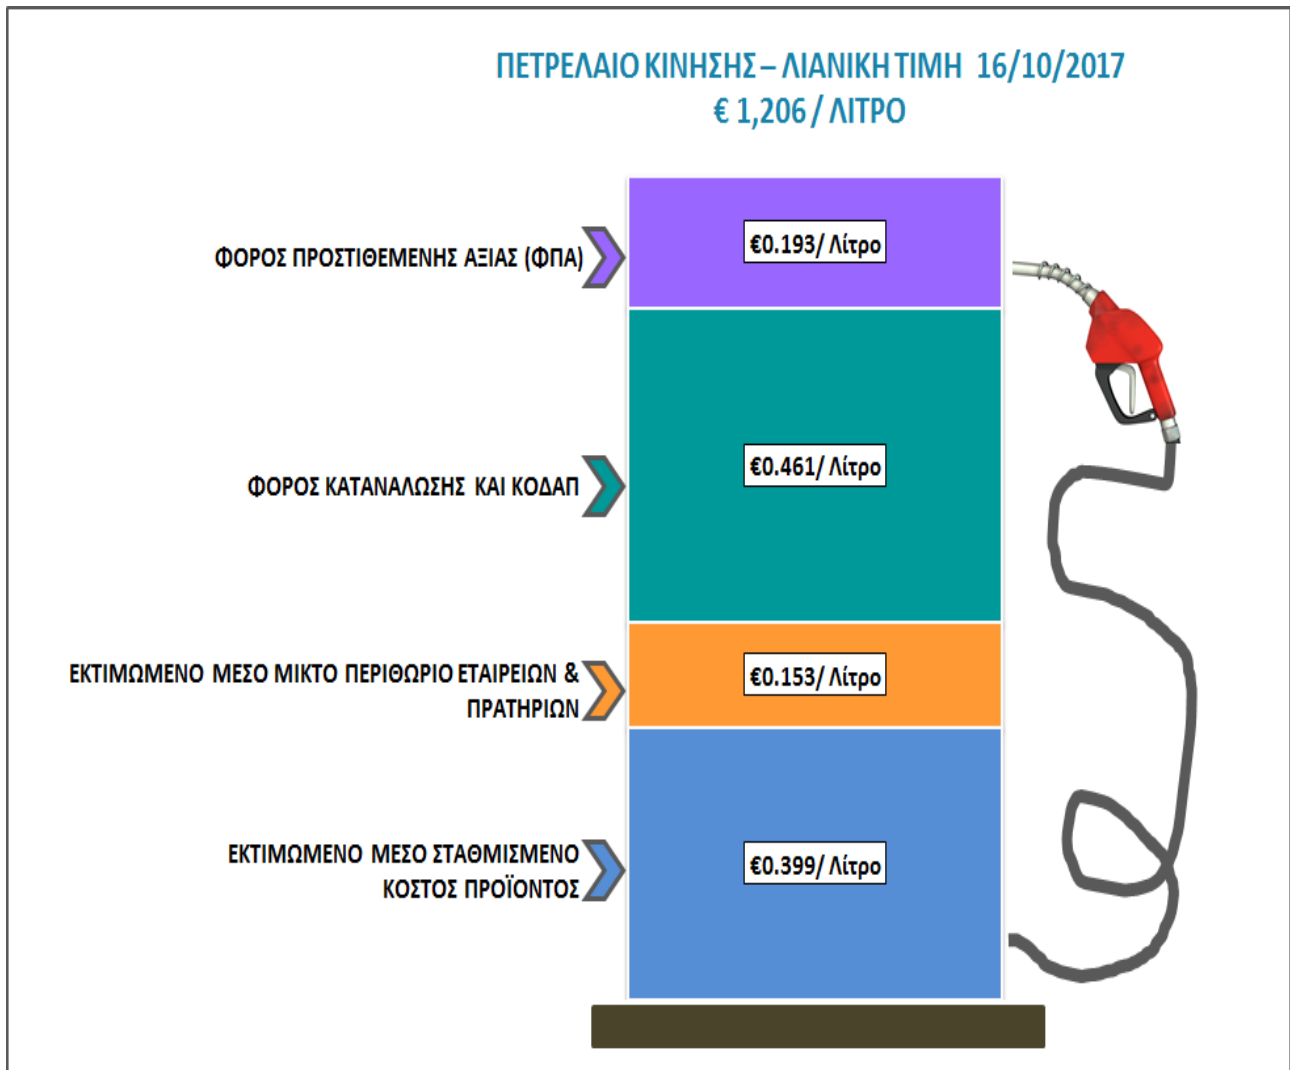 ΠΕΤΡΕΛΑΙΟ ΚΙΝΗΣΗΣ – ΛΙΑΝΙΚΗ ΤΙΜΗ 16/10/2017
€ 1,206 / ΛΙΤΡΟ
ΦΟΡΟΣ ΠΡΟΣΤΙΘΕΜΕΝΗΣ ΑΞΙΑΣ (ΦΠΑ)
€0.193/ Λίτρο
ΦΟΡΟΣ ΚΑΤΑΝΑΛΩΣΗΣ ΚΑΙ ΚΟΔΑΠ
€0.461/ Λίτρο
ΕΚΤΙΜΩΜΕΝΟ ΜΕΣΟ ΜΙΚΤΟ ΠΕΡΙΘΩΡΙΟ ΕΤΑΙΡΕΙΩΝ &
ΠΡΑΤΗΡΙΩΝ
€0.153/ Λίτρο
ΕΚΤΙΜΩΜΕΝΟ ΜΕΣΟ ΣΤΑΘΜΙΣΜΕΝΟ
ΚΟΣΤΟΣ ΠΡΟΪΟΝΤΟΣ
€0.399/ Λίτρο